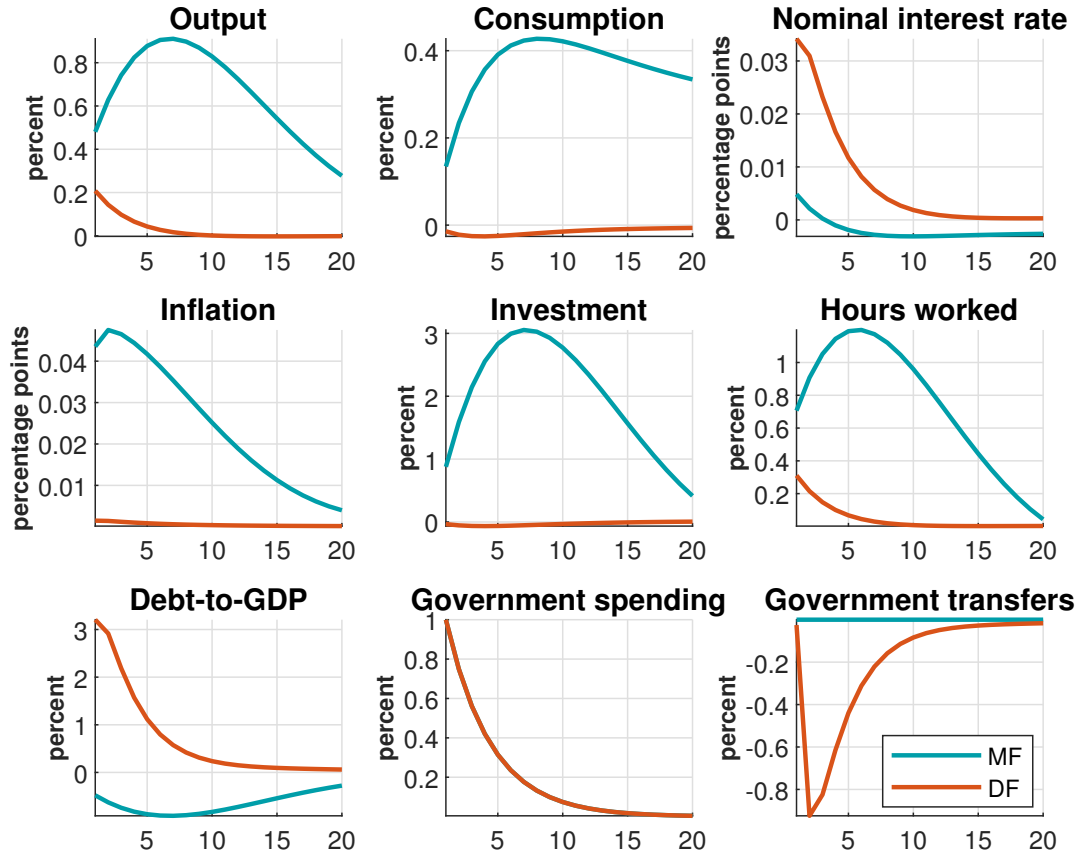 Output
percent
0.8
0.6
0.4
0.2
0
5 10 15 20
Consumption
percent
0.4
0.2
0
5 10 15 20
Nominal interest rate
percentage points
0.03
0.02
0.01
0
5 10 15 20
Inflation
percentage points
0.04
0.03
0.02
0.01
5 10 15 20
Investment
percent
3
2
1
0
5 10 15 20
Hours worked
percent
1
0.8
0.6
0.4
0.2
5 10 15 20
Debt-to-GDP
percent
3
2
1
0
5 10 15 20
Government spending
percent
1
0.8
0.6
0.4
0.2
5 10 15 20
Government transfers
percent
-0.2
-0.4
-0.6
-0.8
5 10 15 20
MF
DF